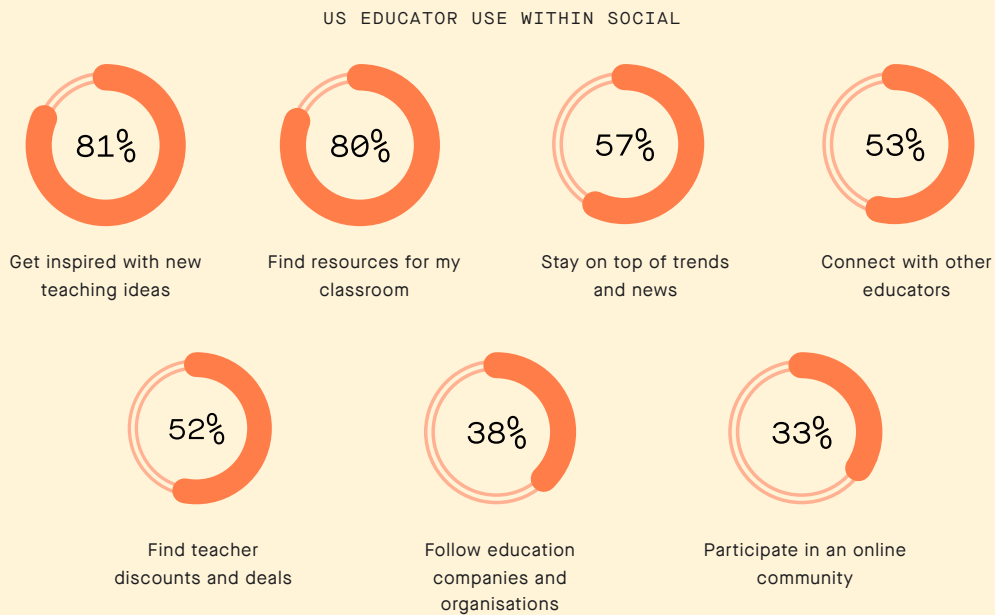 US EDUCATOR USE WITHIN SOCIAL
81%
80%
57%
53%
Get inspired with new
teaching ideas
Find resources for my
classroom
Stay on top of trends
and news
Connect with other
educators
52%
38%
33%
Find teacher
discounts and deals
Follow education
companies and
organisations
Participate in an online
community